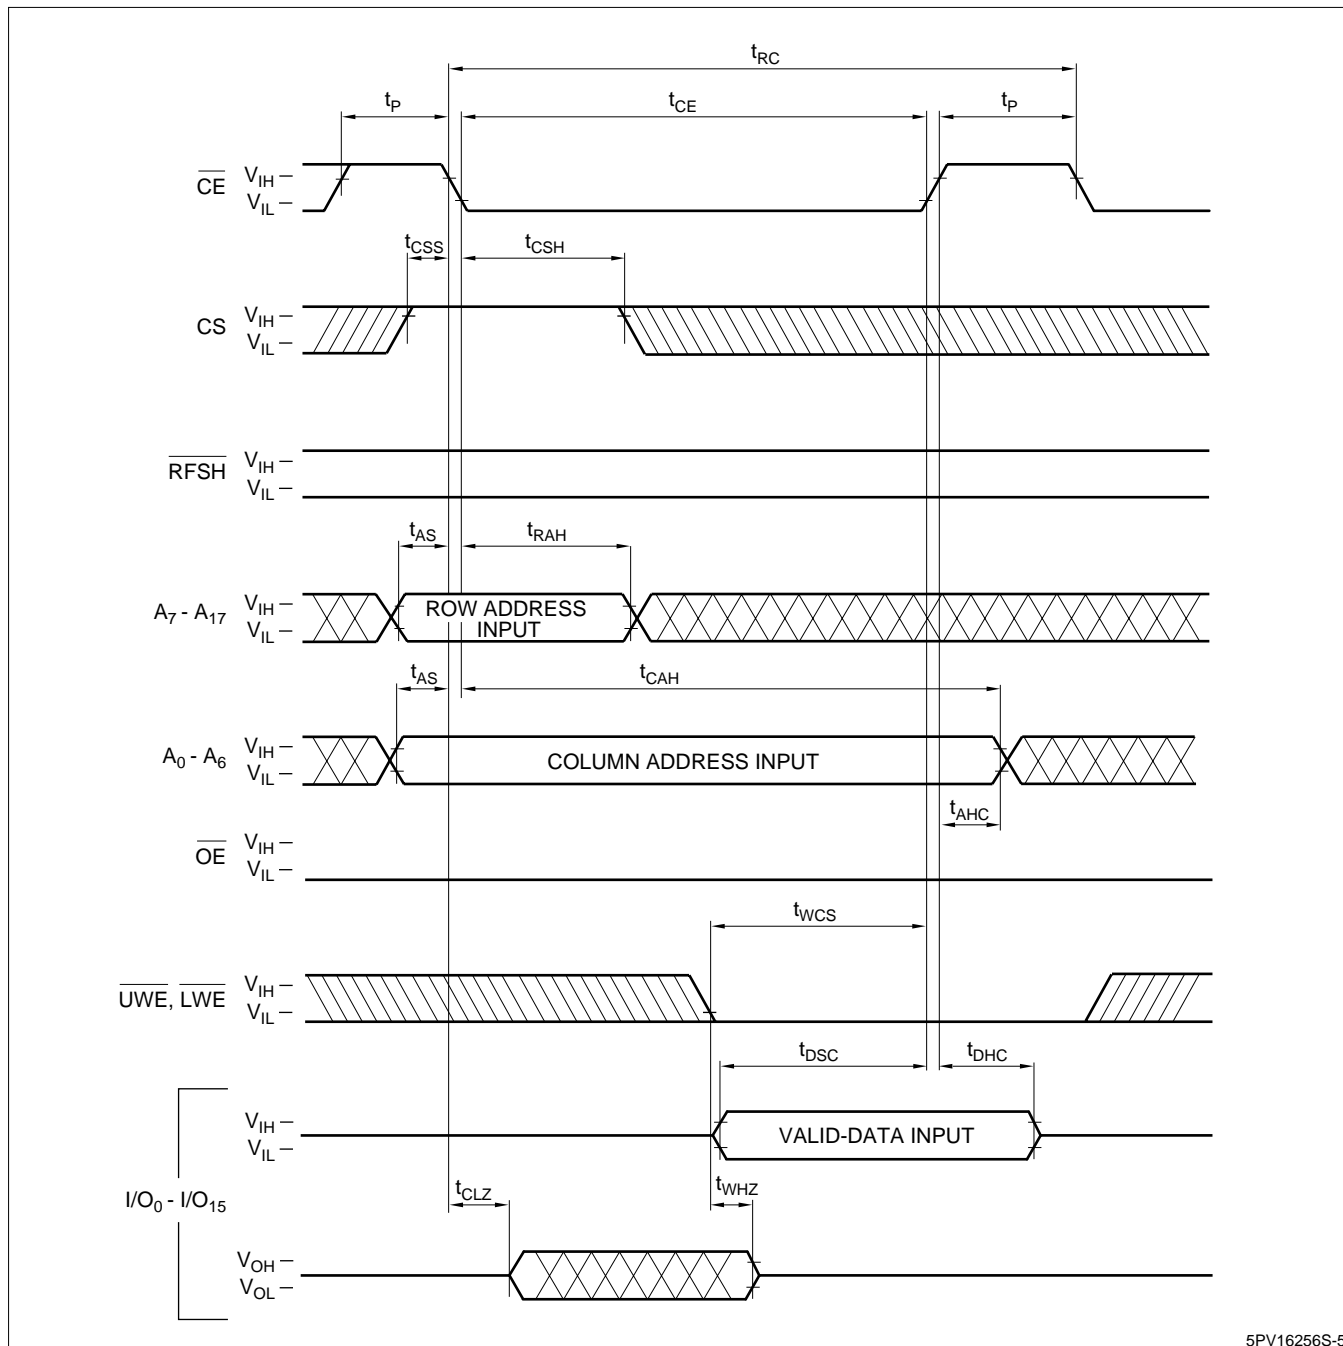 tRC
tP tCE tP
CE VIH
VIL
tCSS tCSH
CS VIH
VIL
RFSH VIH
VIL
tAS tRAH
A7 - A17 VIH
VIL
ROW ADDRESS
INPUT
tAS tCAH
A0 - A6 VIH
VIL
COLUMN ADDRESS INPUT
tAHC
OE VIH
VIL
tWCS
UWE, LWE VIH
VIL
tDSC tDHC
VIH
VIL
VALID-DATA INPUT
I/O0 - I/O15
tCLZ tWHZ
VOH
VOL
5PV16256S-5